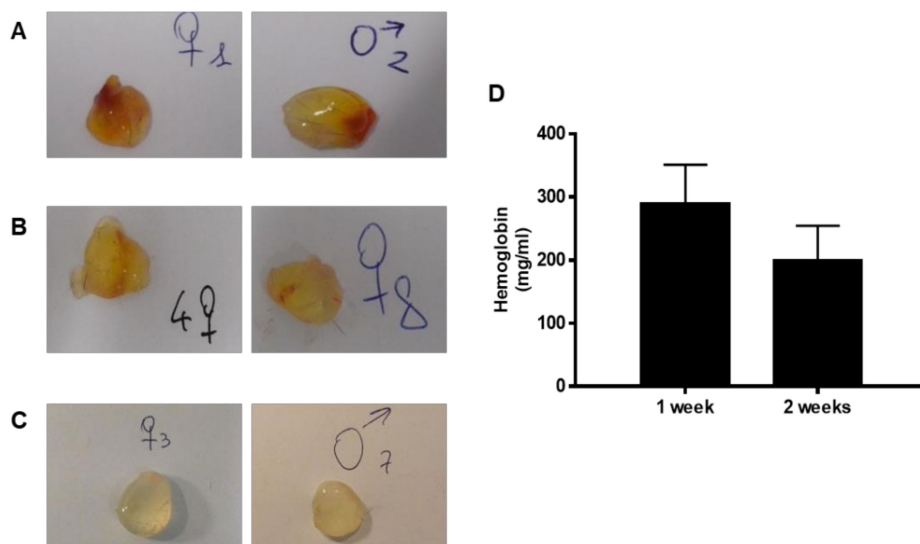 A
♀ 1
♂ 2
B
4 ♀
♀ 8
C
♀ 3
♂ 7
D
Hemoglobin
(mg/ml)
400
300
200
100
0
1 week
2 weeks